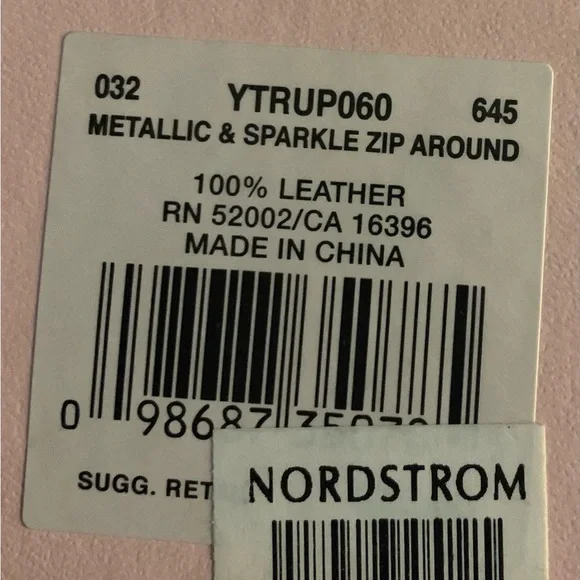 032 YTRUP060 645
METALLIC & SPARKLE ZIP AROUND
100% LEATHER
RN 52002/CA 16396
MADE IN CHINA
0 98687
SUGG. RET
NORDSTROM